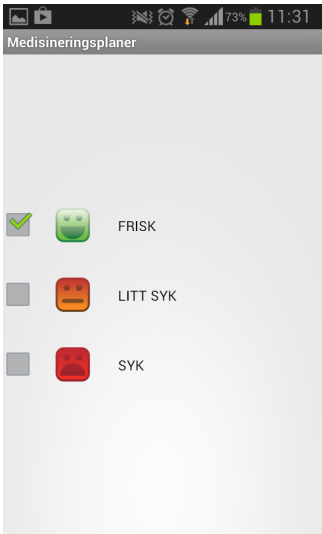 73% 11:31
Medisineringsplaner
FRISK
LITT SYK
SYK